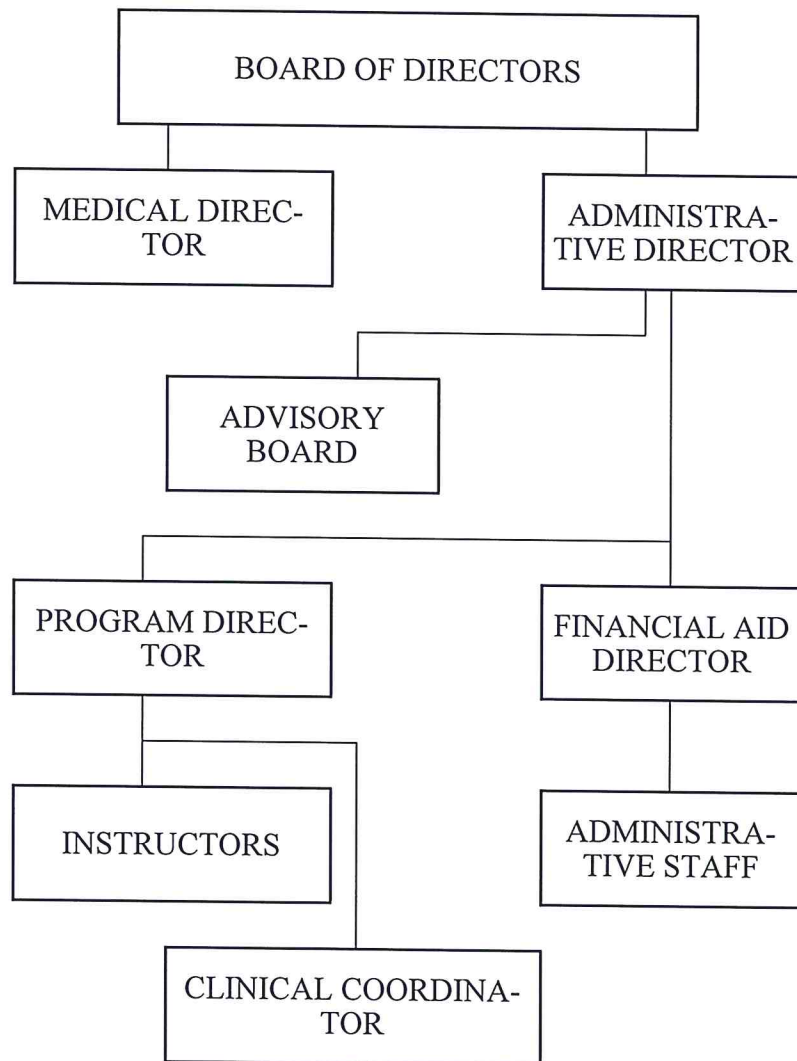 BOARD OF DIRECTORS
MEDICAL DIREC-
TOR
ADMINISTRA-
TIVE DIRECTOR
ADVISORY
BOARD
PROGRAM DIREC-
TOR
FINANCIAL AID
DIRECTOR
INSTRUCTORS
ADMINISTRA-
TIVE STAFF
CLINICAL COORDINA-
TOR